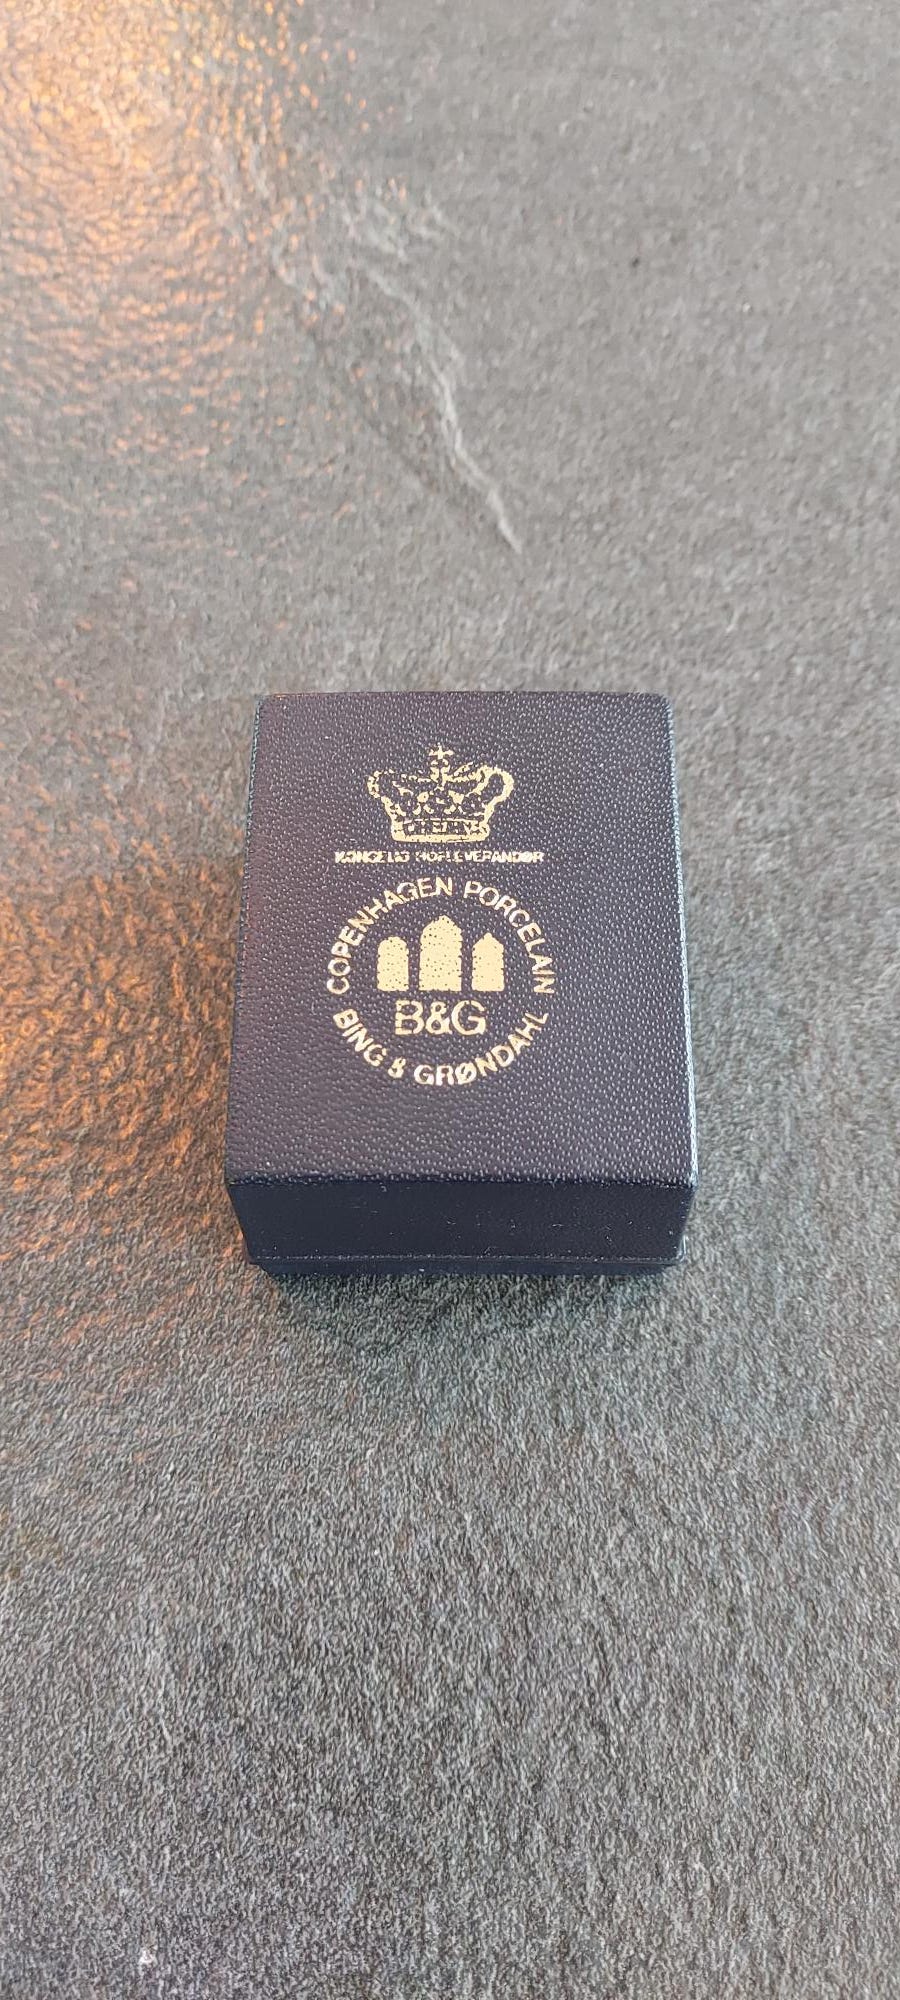 KONGELIG HOFLEVERANDØR
COPENHAGEN PORCELAIN
B&G
BING & GRØNDAHL